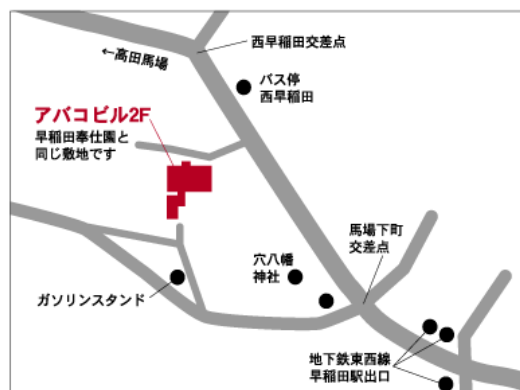 西早稲田交差点
←高田馬場
バス停
西早稲田
アバコビル2F
早稲田奉仕園と
同じ敷地です
馬場下町
交差点
穴八幡
神社
ガソリンスタンド
地下鉄東西線
早稲田駅出口